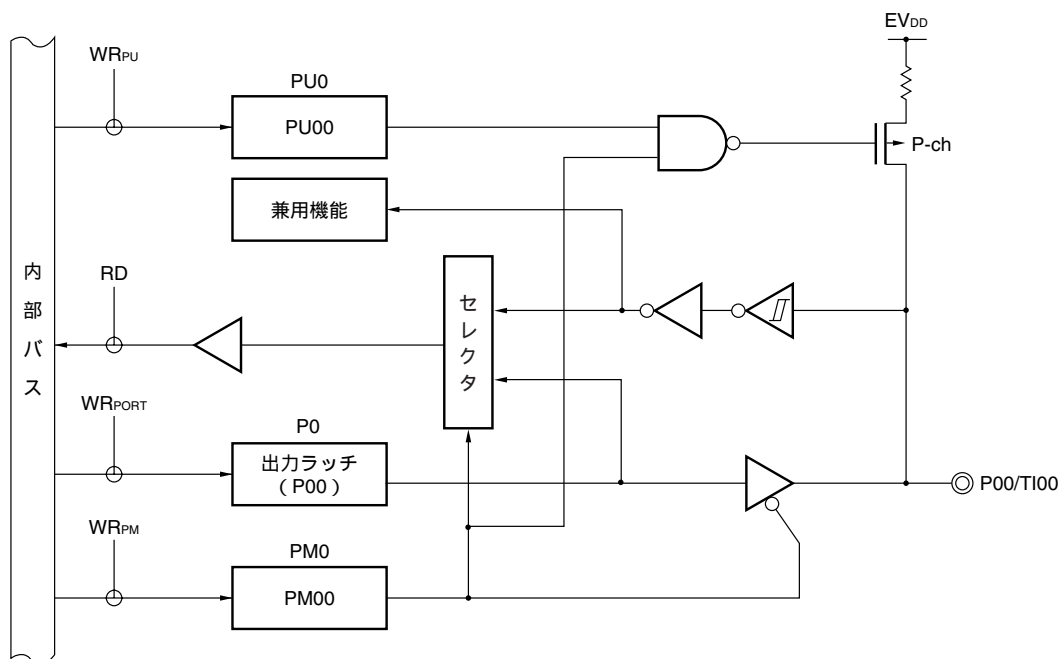 EVDD
WRPU
PU0
PU00
P-ch
兼用機能
内部バス
RD
セレクタ
WRPORT
P0
出力ラッチ
（P00）
P00/TI00
WRPM
PM0
PM00